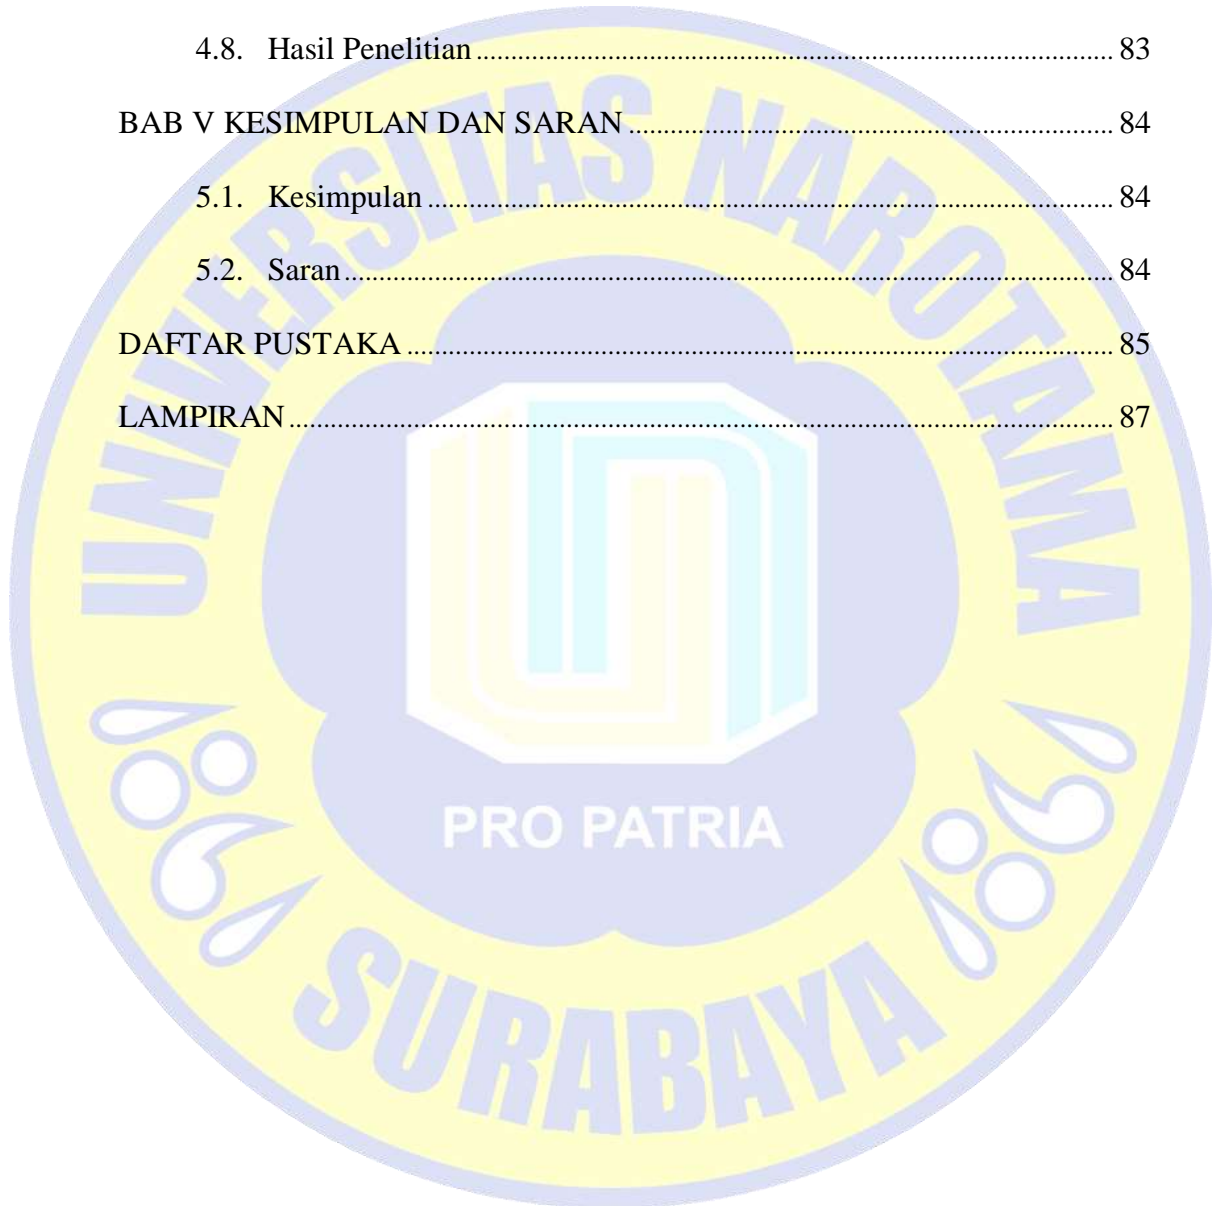 4.8. Hasil Penelitian ........ 83
BAB V KESIMPULAN DAN SARAN ........ 84
5.1. Kesimpulan ........ 84
5.2. Saran ........ 84
DAFTAR PUSTAKA ........ 85
LAMPIRAN ........ 87
UNIVERSITAS NAROTAMA
PRO PATRIA
SURABAYA